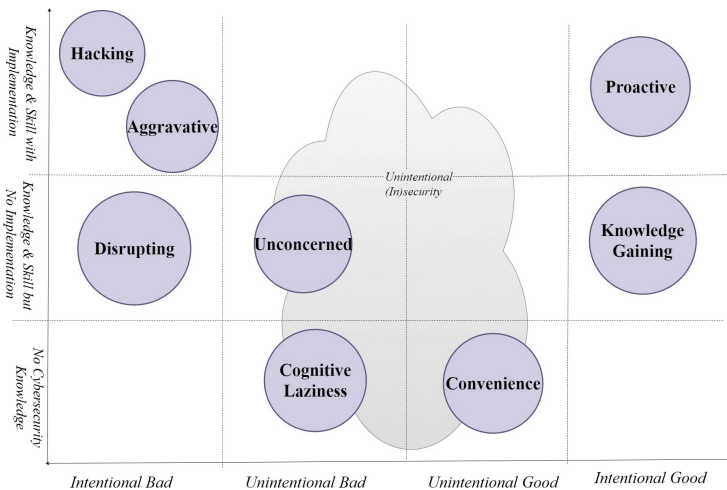 Knowledge & Skill with
Implementation
Hacking
Aggravative
Proactive
Unintentional
(In)security
Knowledge & Skill but
No Implementation
Disrupting
Unconcerned
Knowledge
Gaining
No Cybersecurity
Knowledge
Cognitive
Laziness
Convenience
Intentional Bad
Unintentional Bad
Unintentional Good
Intentional Good